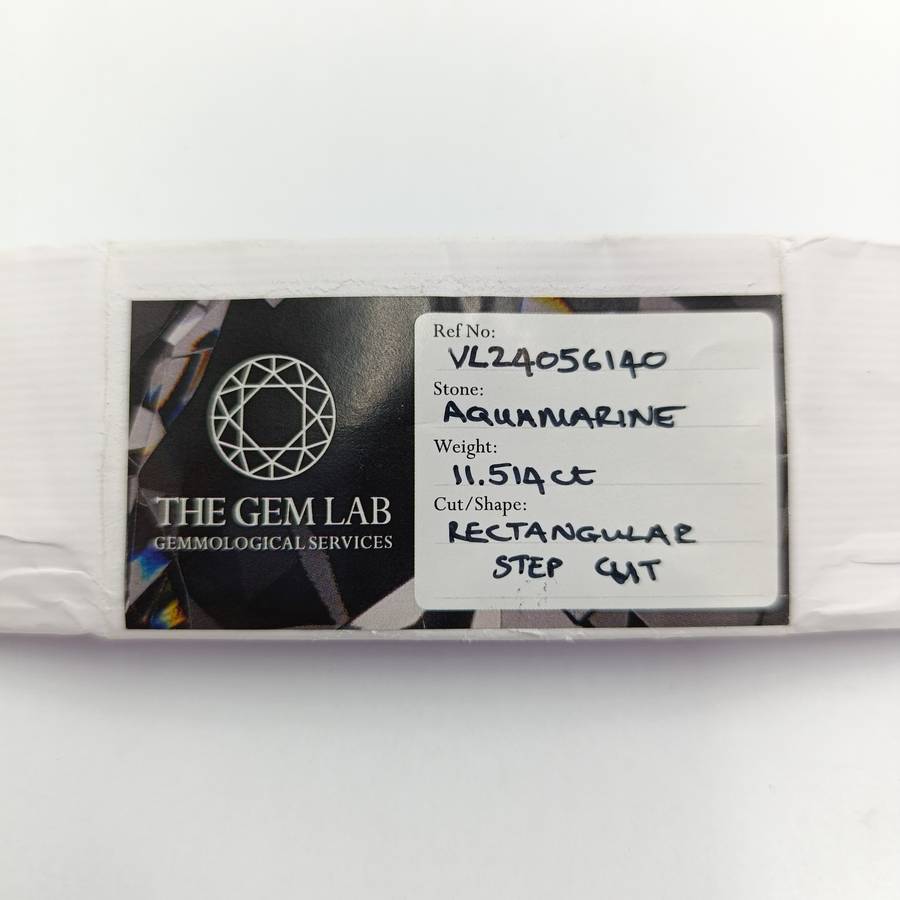 THE GEM LAB
GEMMOLOGICAL SERVICES
Ref No:
VL24056140
Stone:
AQUAMARINE
Weight:
11.514ct
Cut/Shape:
RECTANGULAR
STEP CUT